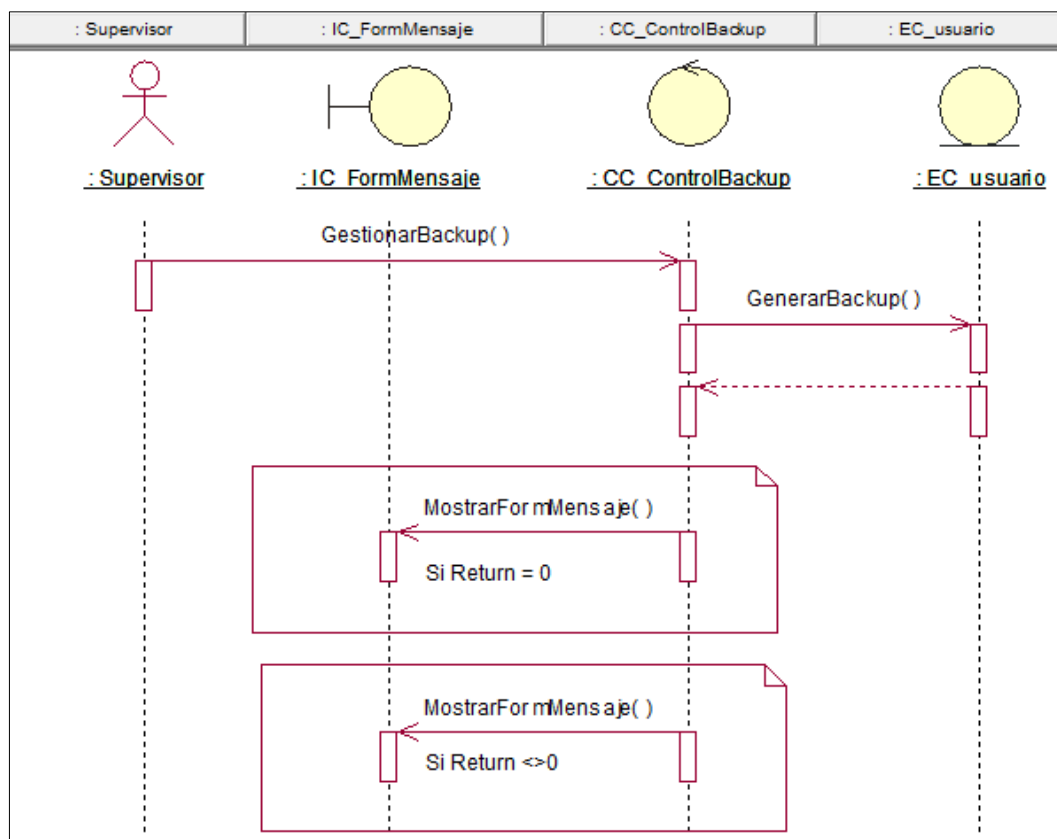 : Supervisor
: IC_FormMensaje
: CC_ControlBackup
: EC_usuario
: Supervisor
: IC_FormMensaje
: CC_ControlBackup
: EC_usuario
GestionarBackup( )
GenerarBackup( )
MostrarFormMensaje( )
Si Return = 0
MostrarFormMensaje( )
Si Return <>0